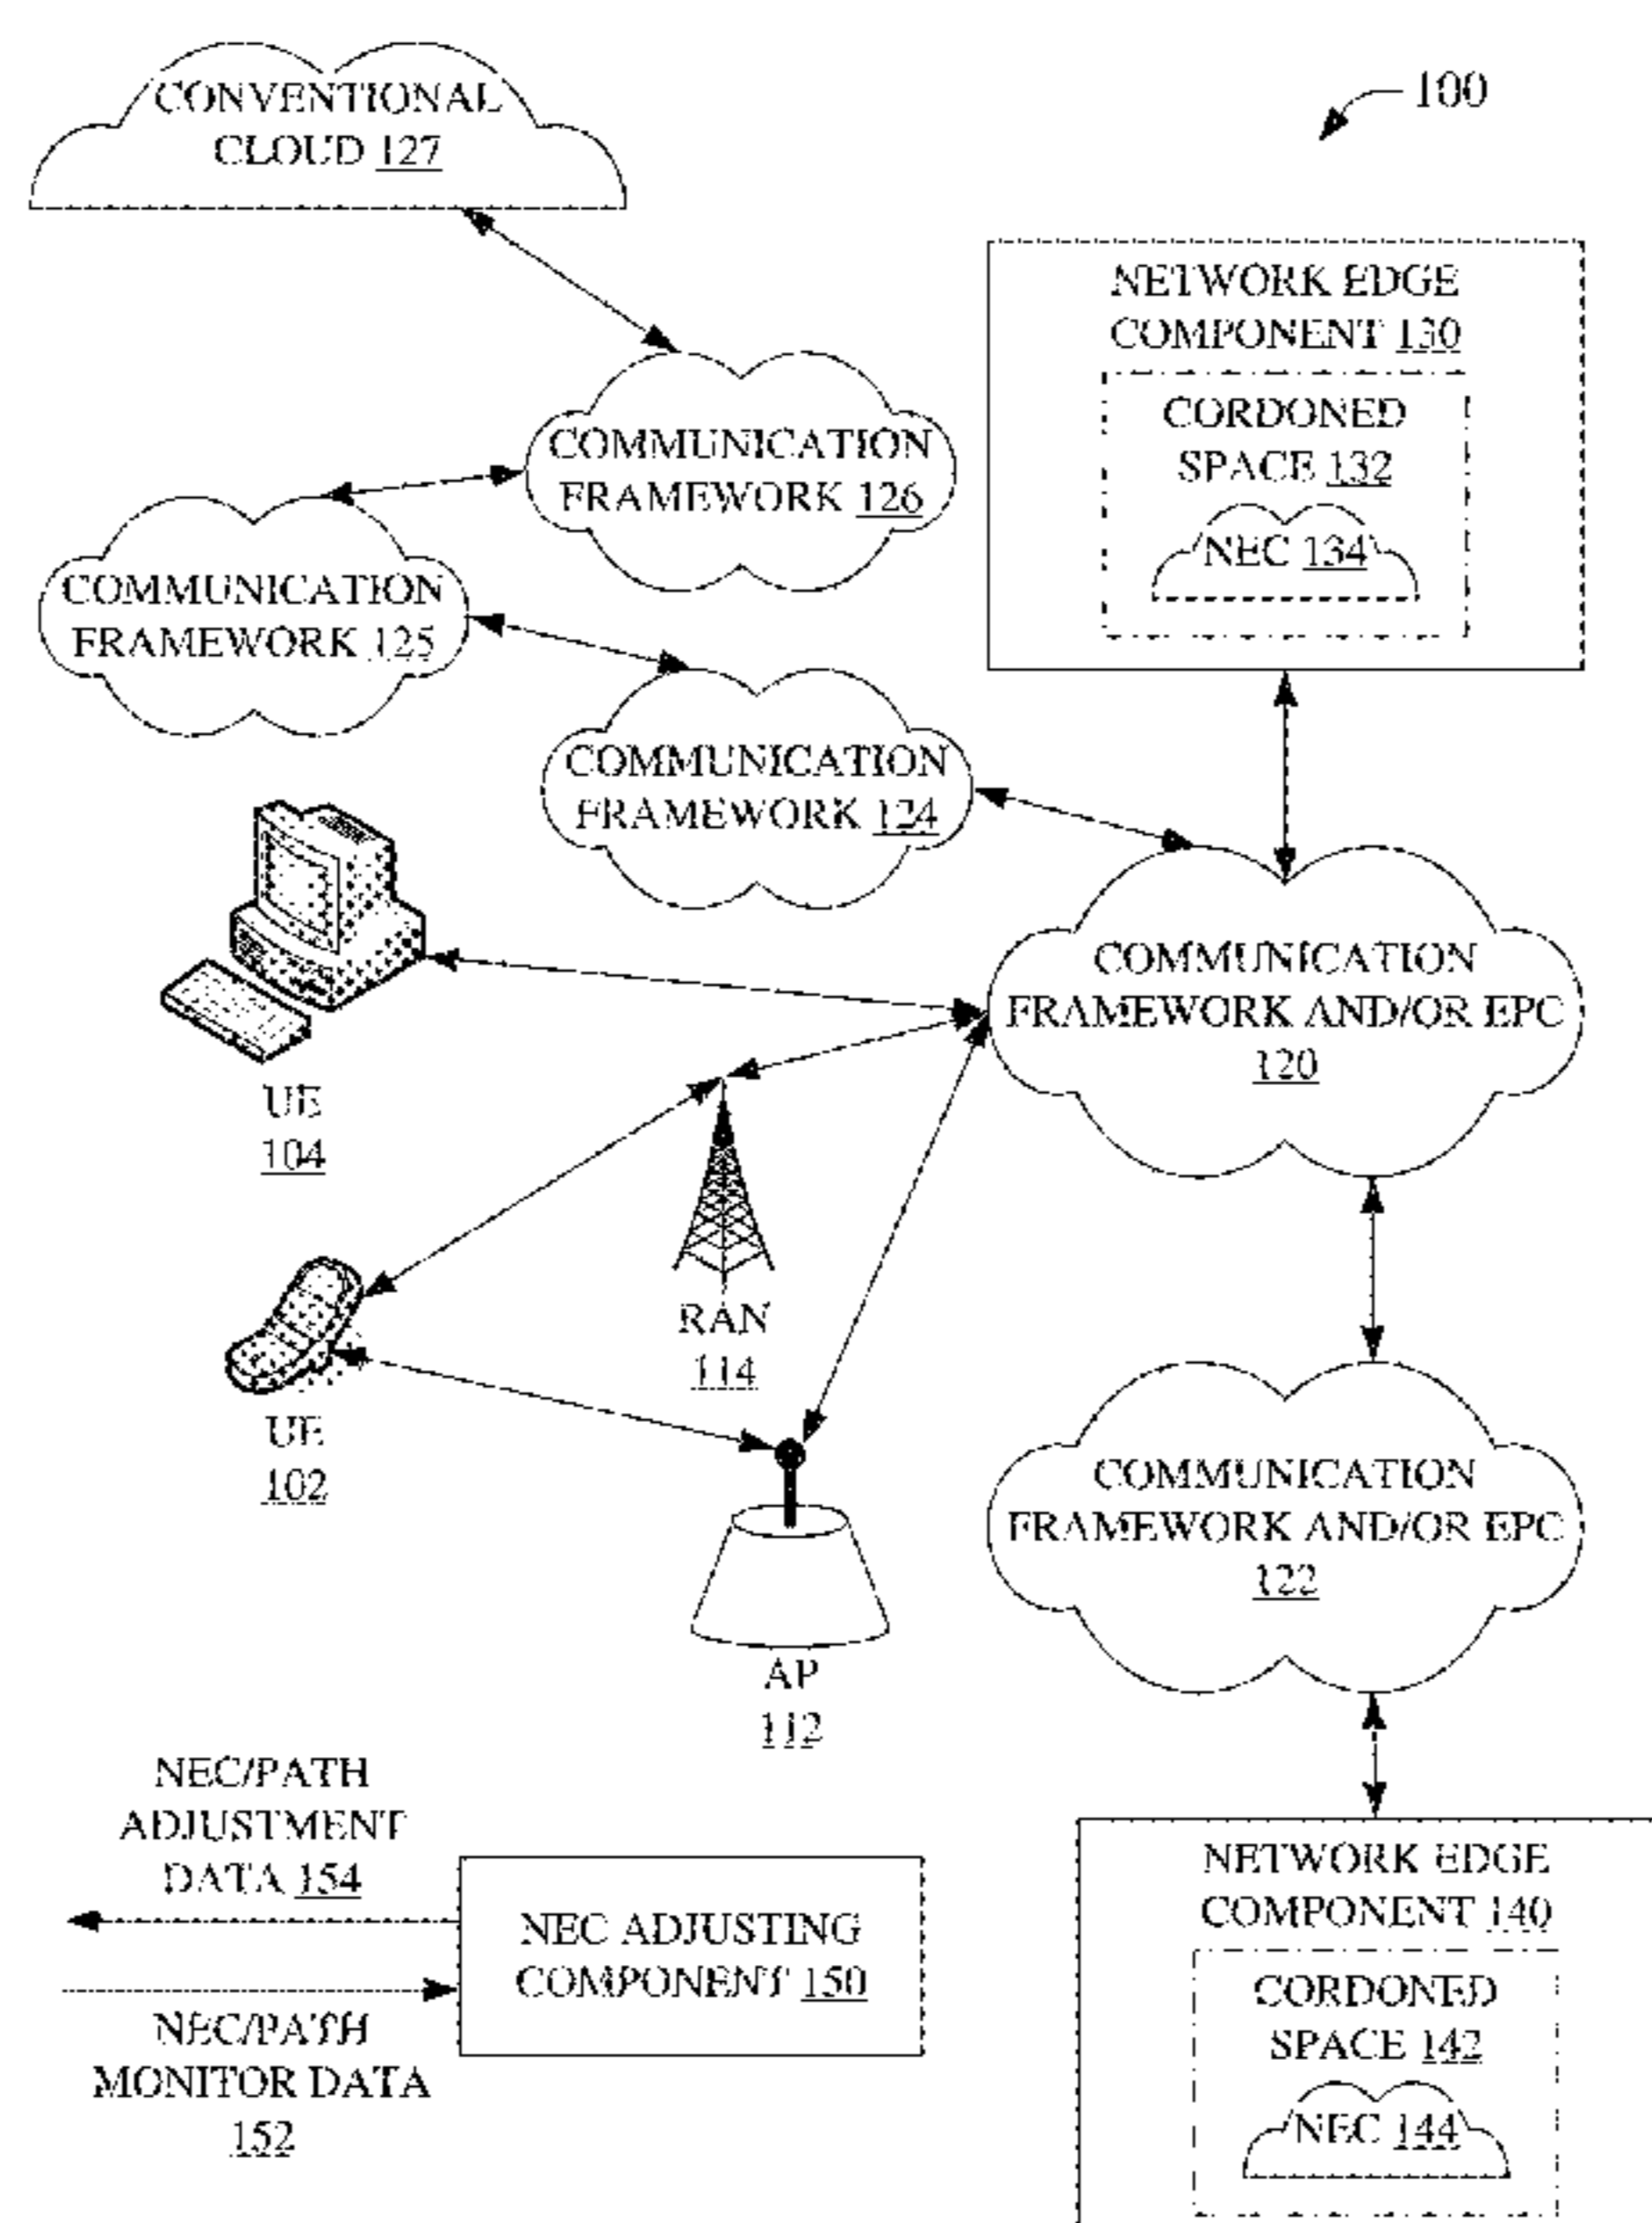 100
CONVENTIONAL
CLOUD 127
NETWORK EDGE
COMPONENT 130
CORDONED
SPACE 132
NEC 134
COMMUNICATION
FRAMEWORK 126
COMMUNICATION
FRAMEWORK 125
COMMUNICATION
FRAMEWORK 124
COMMUNICATION
FRAMEWORK AND/OR EPC
120
UE
104
RAN
114
UE
102
COMMUNICATION
FRAMEWORK AND/OR EPC
122
AP
112
NEC/PATH
ADJUSTMENT
DATA 154
NEC ADJUSTING
COMPONENT 150
NEC/PATH
MONITOR DATA
152
NETWORK EDGE
COMPONENT 140
CORDONED
SPACE 142
NEC 144